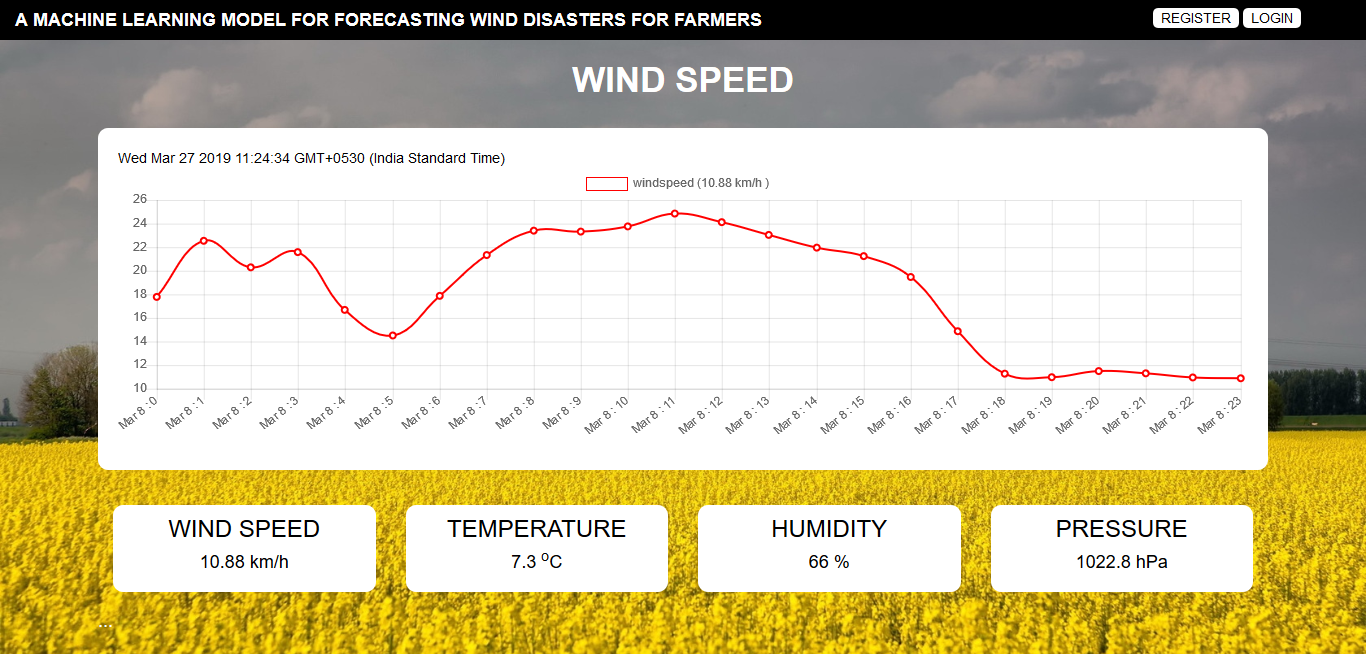 A MACHINE LEARNING MODEL FOR FORECASTING WIND DISASTERS FOR FARMERS
REGISTER
LOGIN
WIND SPEED
Wed Mar 27 2019 11:24:34 GMT+0530 (India Standard Time)
windspeed (10.88 km/h )
26
24
22
20
18
16
14
12
10
Mar 8 :0
Mar 8 :1
Mar 8 :2
Mar 8 :3
Mar 8 :4
Mar 8 :5
Mar 8 :6
Mar 8 :7
Mar 8 :8
Mar 8 :9
Mar 8 : 10
Mar 8 : 11
Mar 8 : 12
Mar 8 : 13
Mar 8 : 14
Mar 8 : 15
Mar 8 : 16
Mar 8 : 17
Mar 8 : 18
Mar 8 : 19
Mar 8 : 20
Mar 8 : 21
Mar 8 : 22
Mar 8 : 23
WIND SPEED
10.88 km/h
TEMPERATURE
7.3 ⁰C
HUMIDITY
66 %
PRESSURE
1022.8 hPa
...